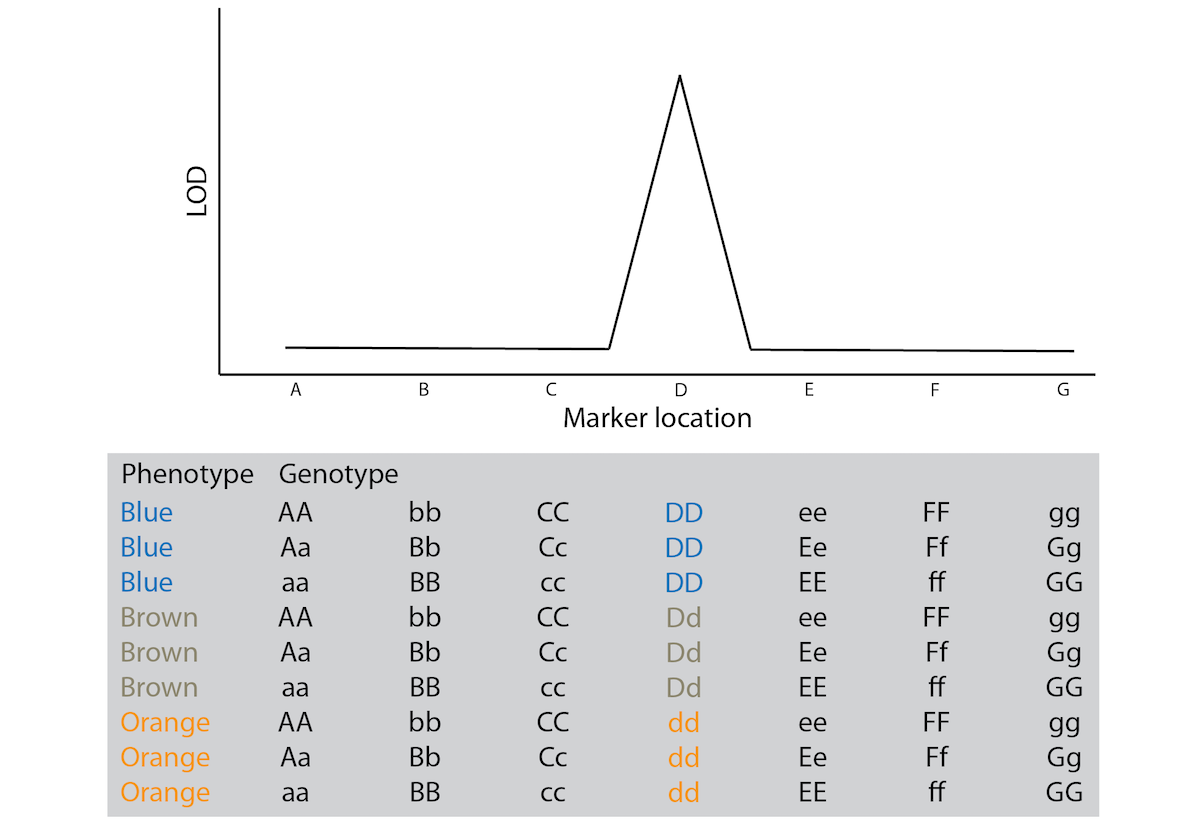 LOD
A B C D E F G
Marker location
Phenotype Genotype
Blue AA bb CC DD ee FF gg
Blue Aa Bb Cc DD Ee Ff Gg
Blue aa BB cc DD EE ff GG
Brown AA bb CC Dd ee FF gg
Brown Aa Bb Cc Dd Ee Ff Gg
Brown aa BB cc Dd EE ff GG
Orange AA bb CC dd ee FF gg
Orange Aa Bb Cc dd Ee Ff Gg
Orange aa BB cc dd EE ff GG